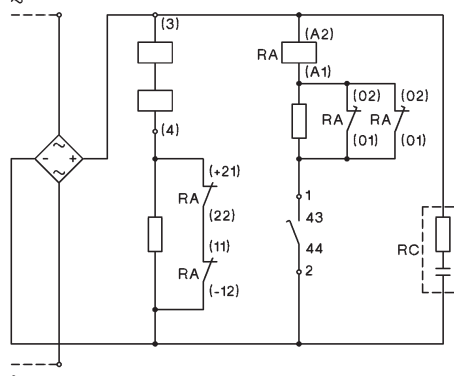 ~
(3)
(A2)
RA
(A1)
(02) (02)
RA RA
(4)
(01) (01)
~
- +
~
(+21)
RA
(22)
1
43
(11)
44
RA
RC
2
(-12)